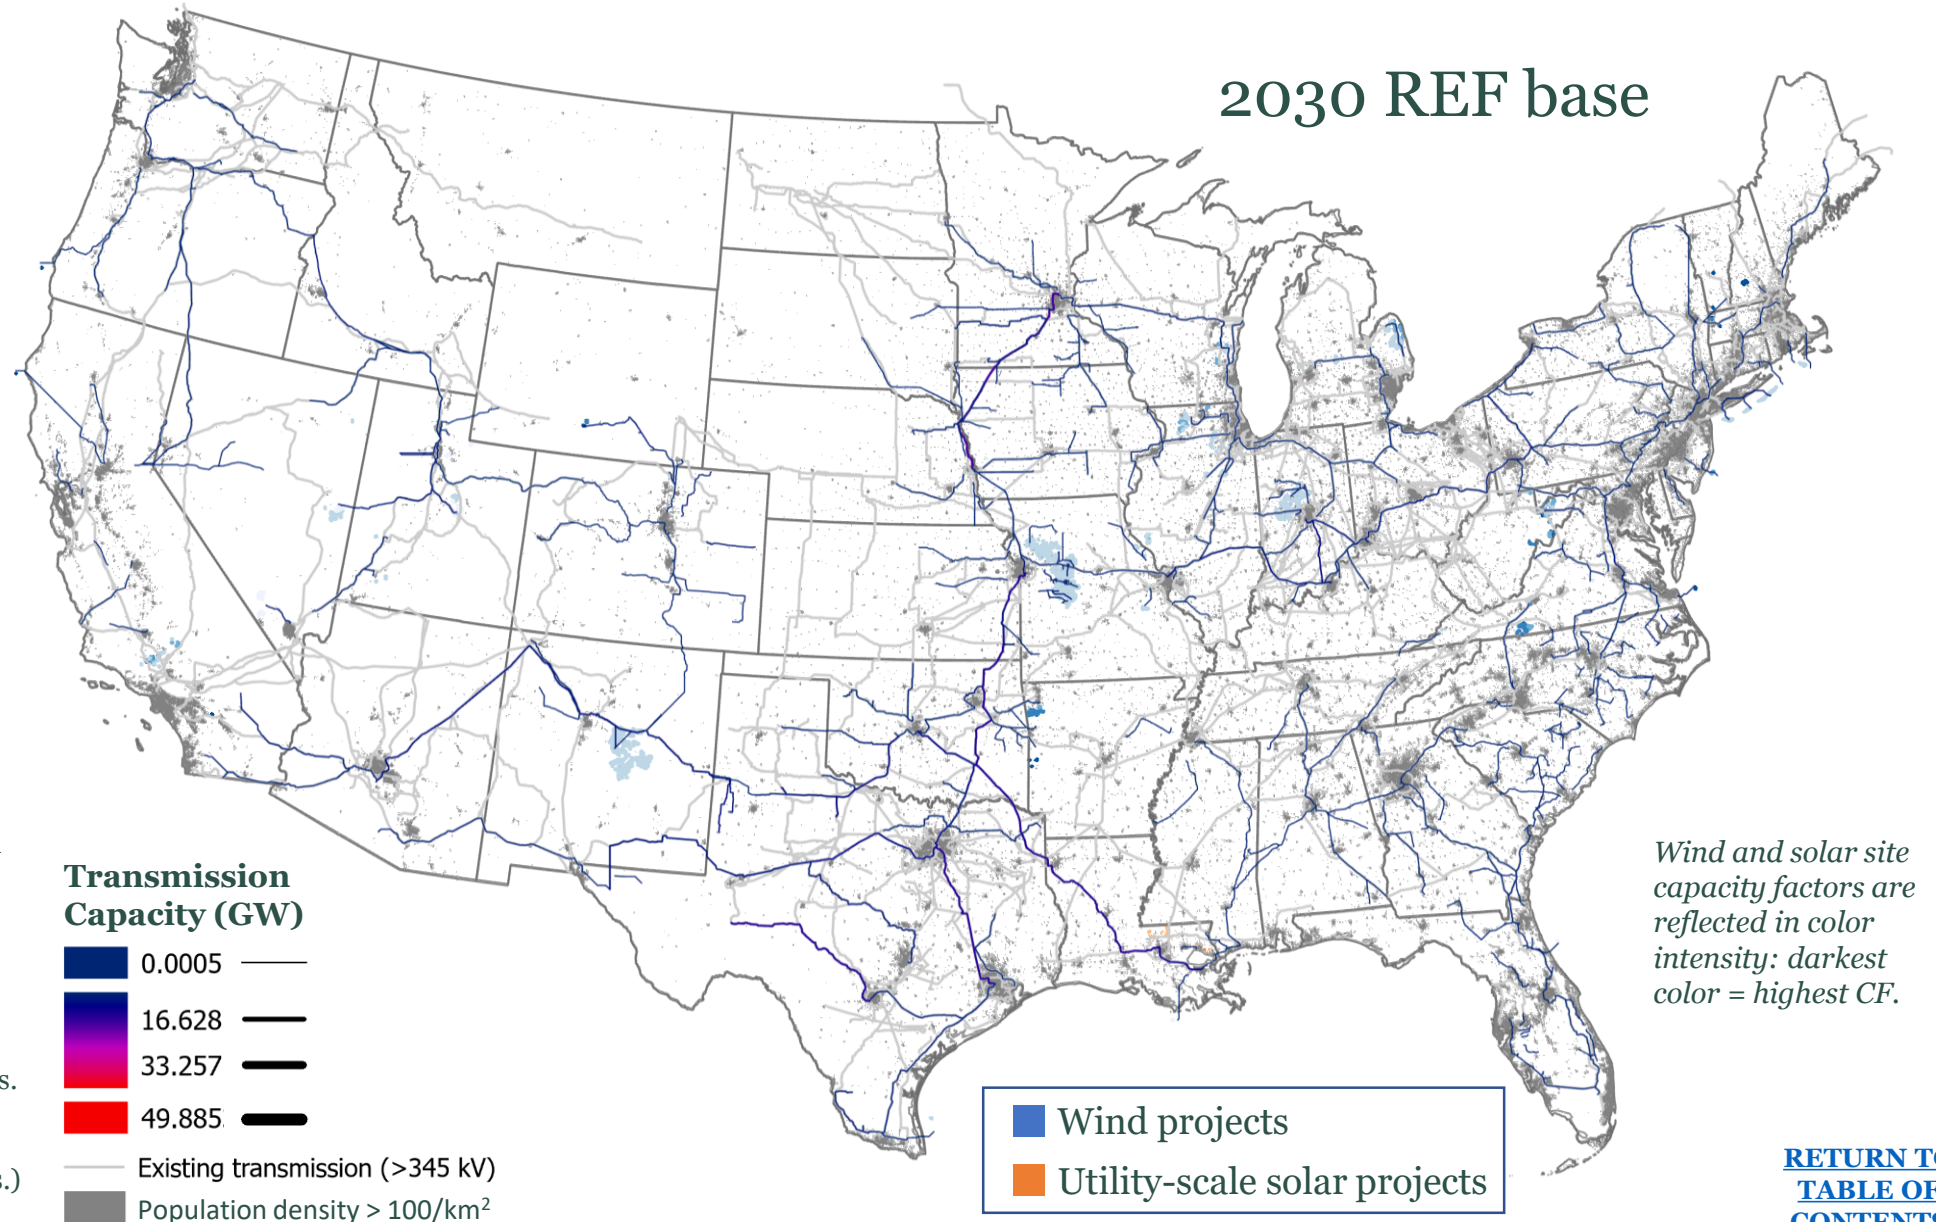 2030 REF base
Wind and solar site
capacity factors are
reflected in color
intensity: darkest
color = highest CF.
Transmission
Capacity (GW)
0.0005
16.628
33.257
49.885
Existing transmission (>345 kV)
Population density > 100/km²
s.
s.)
Wind projects
Utility-scale solar projects
RETURN TO
TABLE OF
CONTENTS